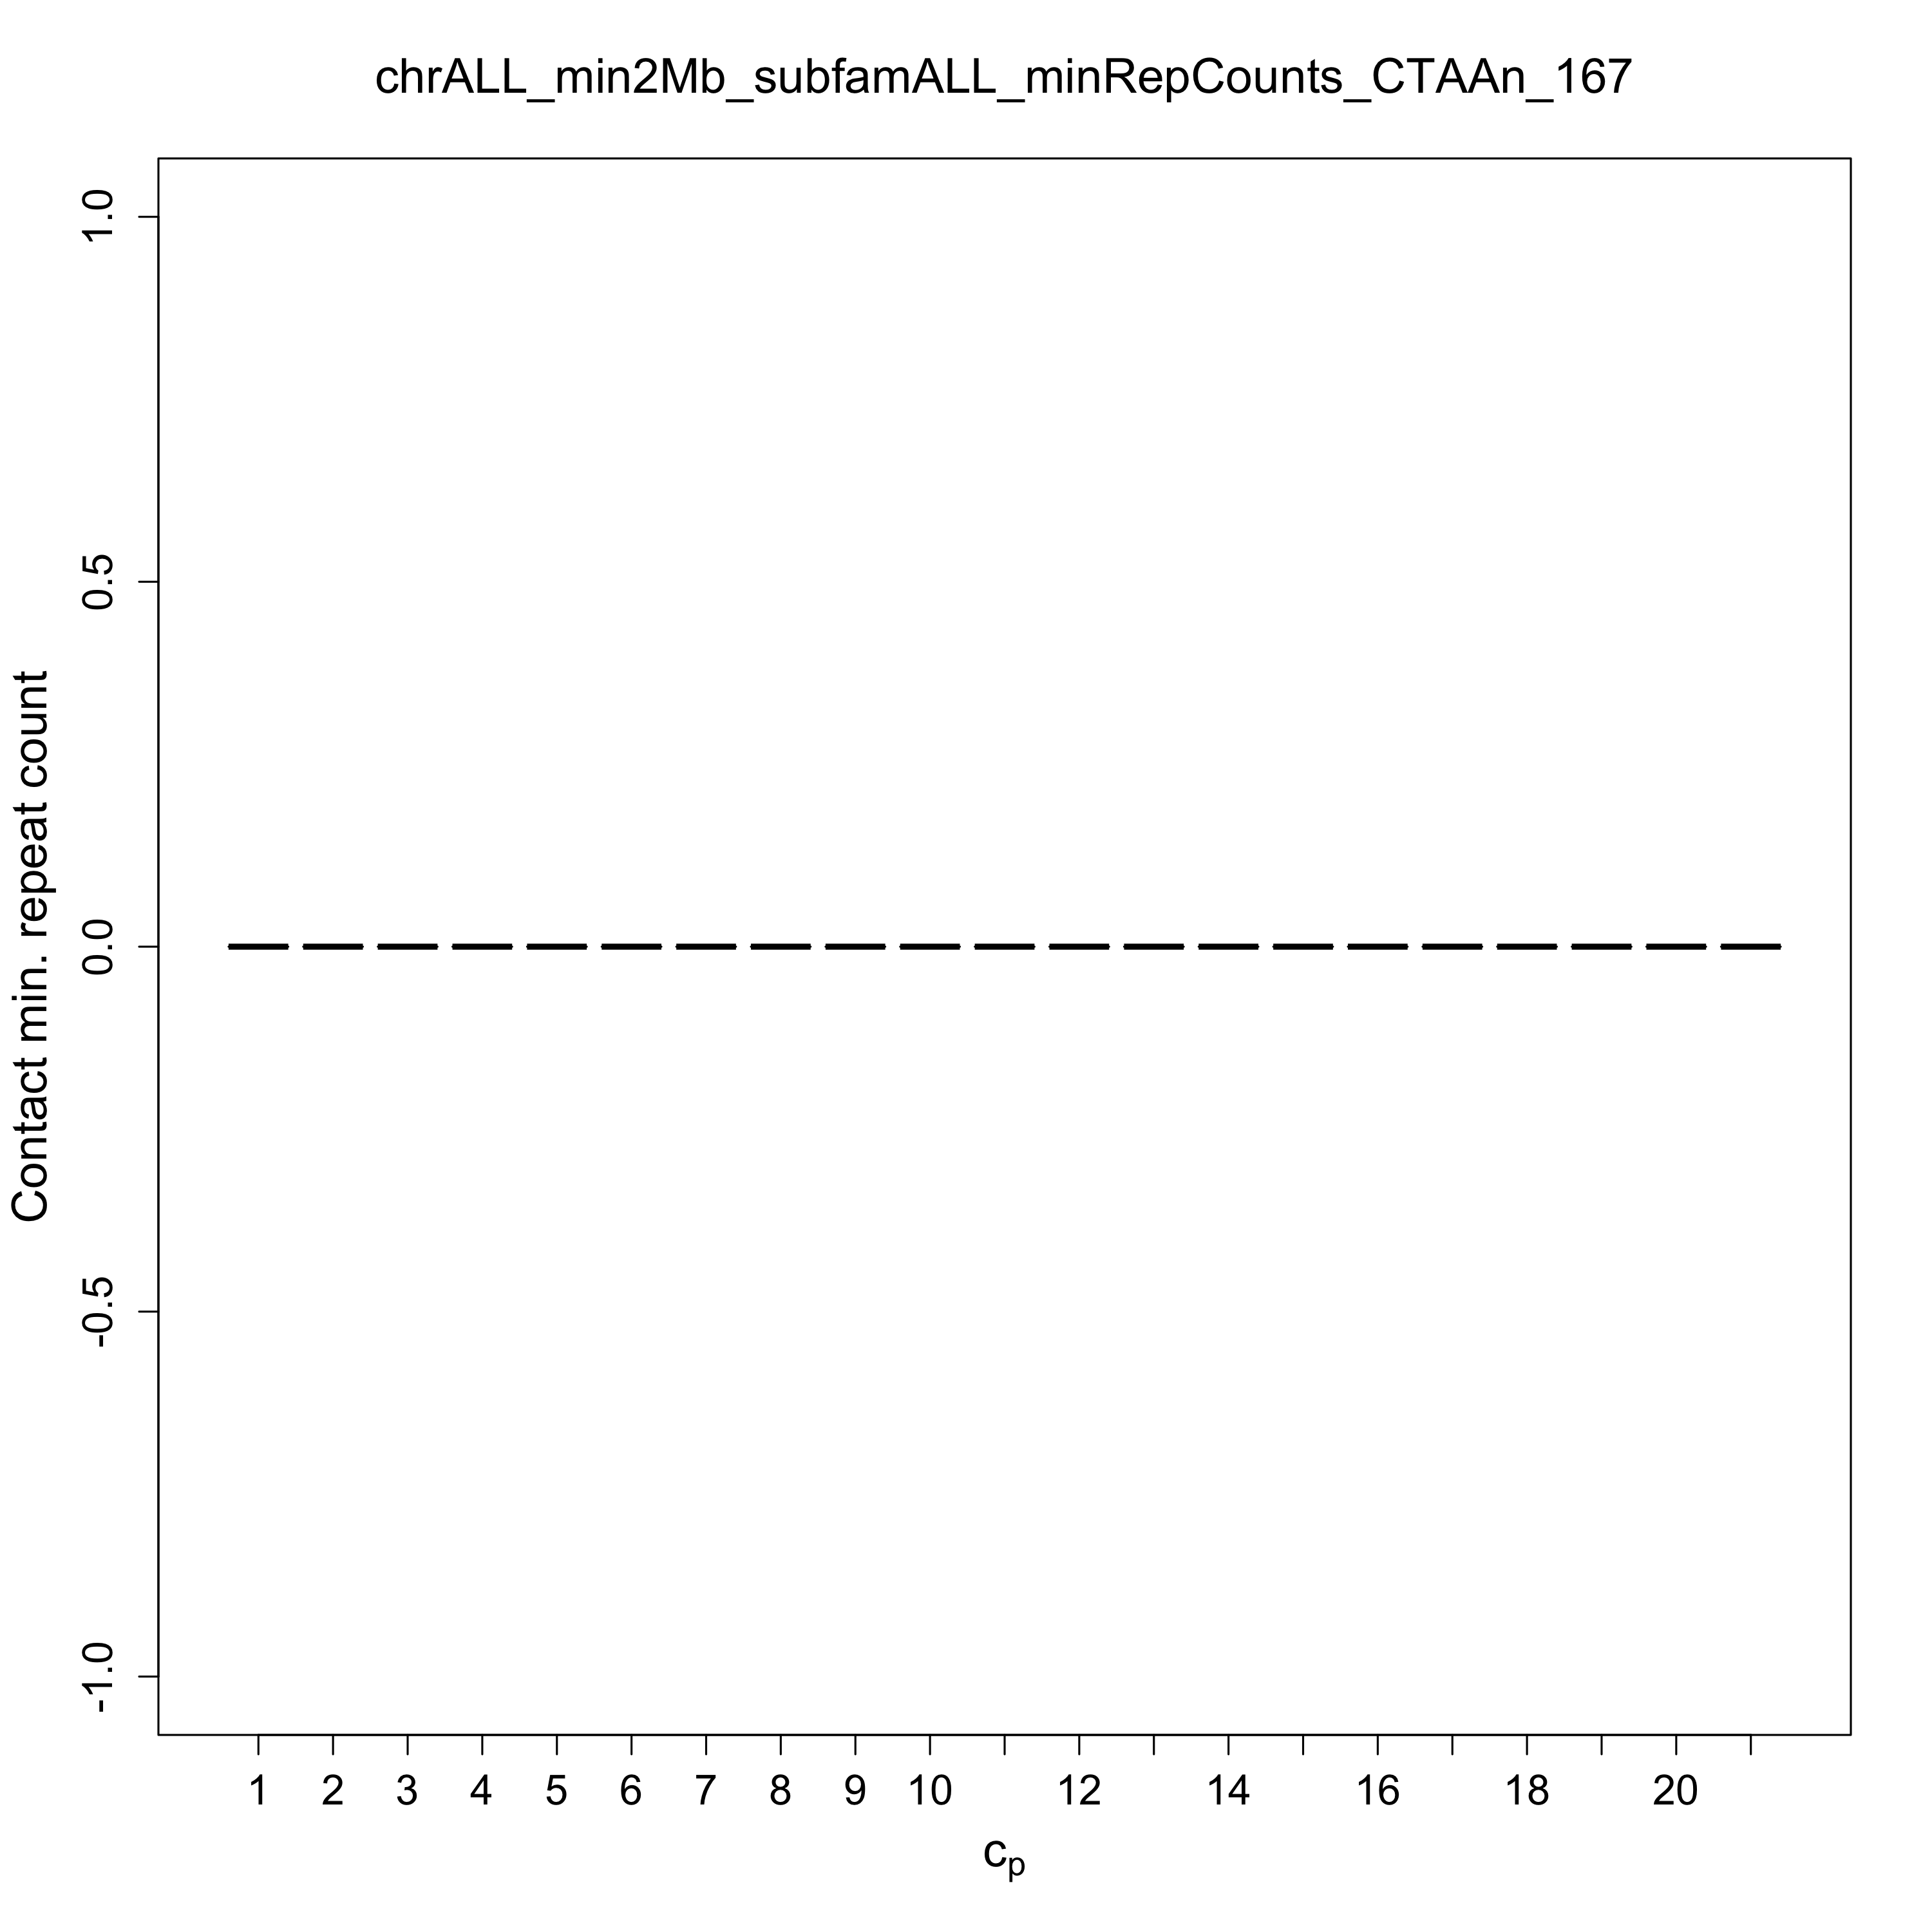 chrALL_min2Mb_subfamALL_minRepCounts_CTAAn_167
Contact min. repeat count
1.0
0.5
0.0
-0.5
-1.0
1 2 3 4 5 6 7 8 9 10 12 14 16 18 20
cp